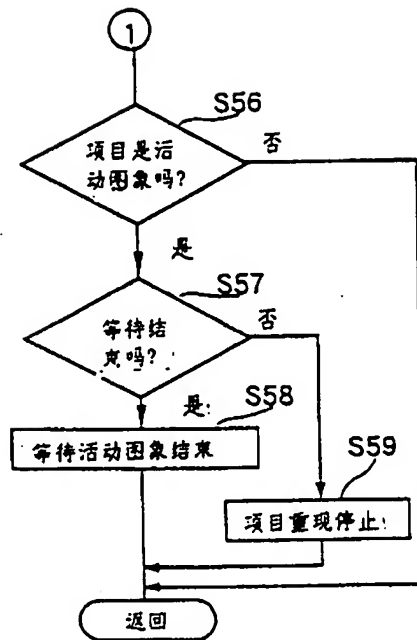 1
S56
项目是活
动图象吗?
否
是
S57
等待结
束吗?
否
是:
S58
等待活动图象结束
S59
项目重现停止:
返回